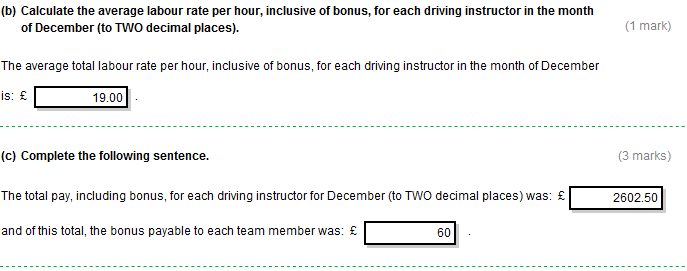 (b) Calculate the average labour rate per hour, inclusive of bonus, for each driving instructor in the month
of December (to TWO decimal places). (1 mark)
The average total labour rate per hour, inclusive of bonus, for each driving instructor in the month of December
is: £ 19.00 .
(c) Complete the following sentence. (3 marks)
The total pay, including bonus, for each driving instructor for December (to TWO decimal places) was: £ 2602.50
and of this total, the bonus payable to each team member was: £ 60 .